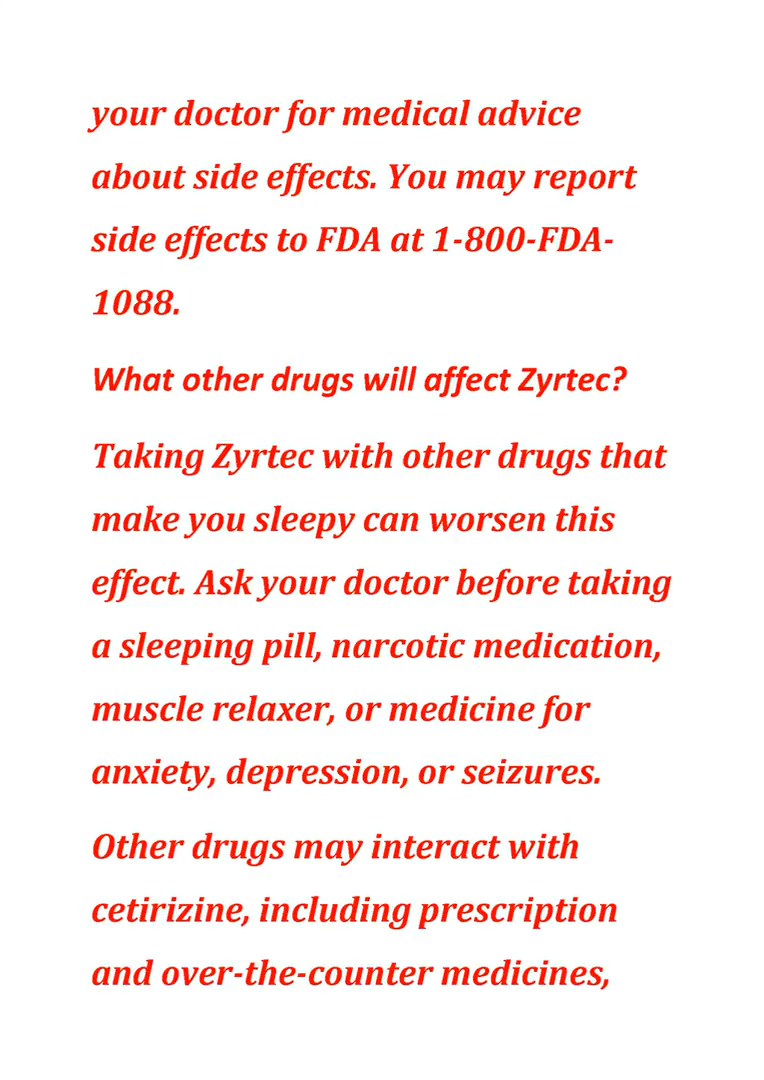 your doctor for medical advice
about side effects. You may report
side effects to FDA at 1-800-FDA-
1088.
What other drugs will affect Zyrtec?
Taking Zyrtec with other drugs that
make you sleepy can worsen this
effect. Ask your doctor before taking
a sleeping pill, narcotic medication,
muscle relaxer, or medicine for
anxiety, depression, or seizures.
Other drugs may interact with
cetirizine, including prescription
and over-the-counter medicines,